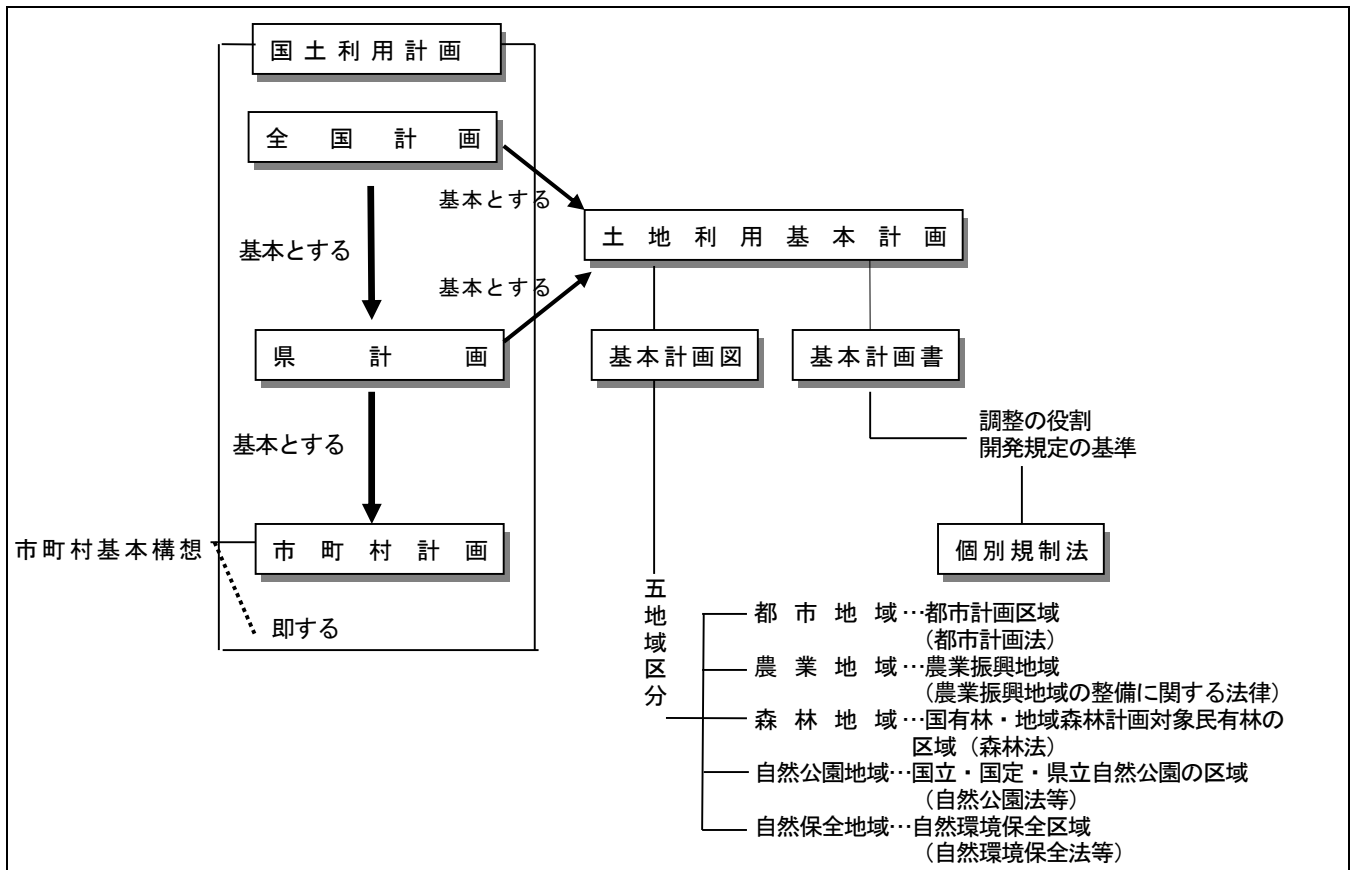 国土利用計画
全国計画
基本とする
土地利用基本計画
基本とする
基本とする
県計画
基本計画図
基本計画書
調整の役割
開発規定の基準
基本とする
市町村基本構想
市町村計画
個別規制法
即する
五地域区分
都市地域…都市計画区域
(都市計画法)
農業地域…農業振興地域
(農業振興地域の整備に関する法律)
森林地域…国有林・地域森林計画対象民有林の
区域(森林法)
自然公園地域…国立・国定・県立自然公園の区域
(自然公園法等)
自然保全地域…自然環境保全区域
(自然環境保全法等)